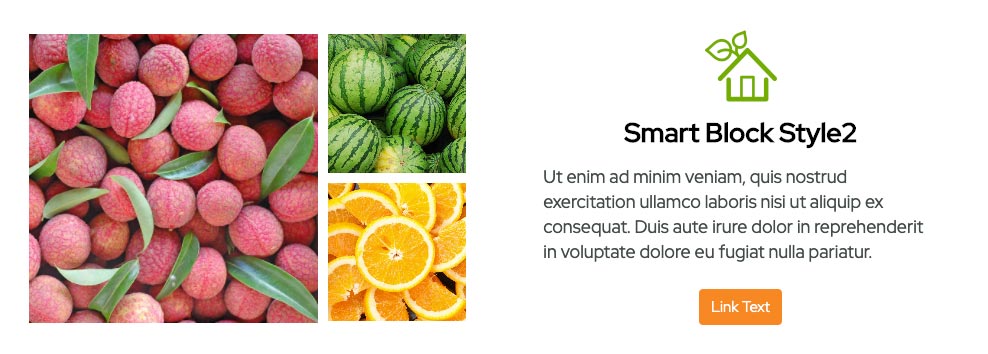 Smart Block Style2
Ut enim ad minim veniam, quis nostrud
exercitation ullamco laboris nisi ut aliquip ex
consequat. Duis aute irure dolor in reprehenderit
in voluptate dolore eu fugiat nulla pariatur.
Link Text